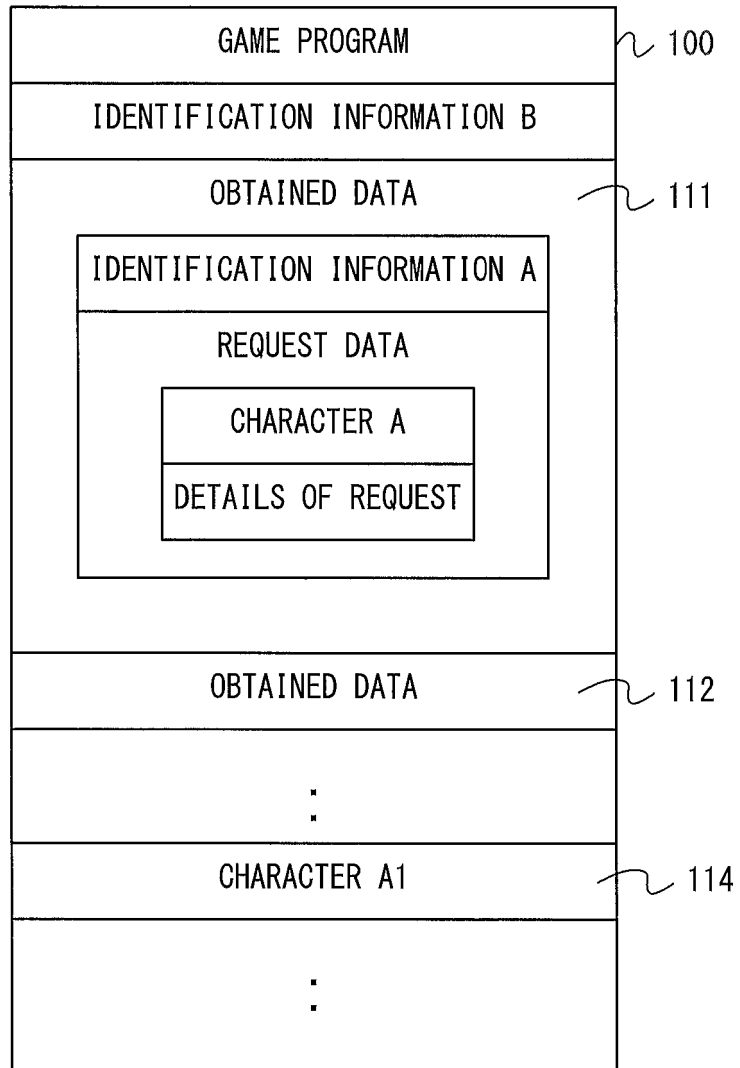 GAME PROGRAM 100
IDENTIFICATION INFORMATION B
OBTAINED DATA 111
IDENTIFICATION INFORMATION A
REQUEST DATA
CHARACTER A
DETAILS OF REQUEST
OBTAINED DATA 112
:
CHARACTER A1 114
: